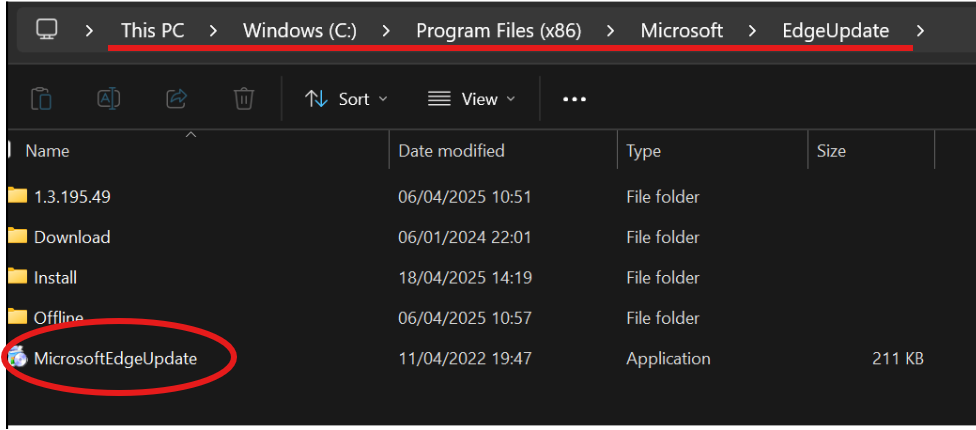 > This PC > Windows (C:) > Program Files (x86) > Microsoft > EdgeUpdate >
Sort View ...
Name Date modified Type Size
1.3.195.49 06/04/2025 10:51 File folder
Download 06/01/2024 22:01 File folder
Install 18/04/2025 14:19 File folder
Offline 06/04/2025 10:57 File folder
MicrosoftEdgeUpdate 11/04/2022 19:47 Application 211 KB